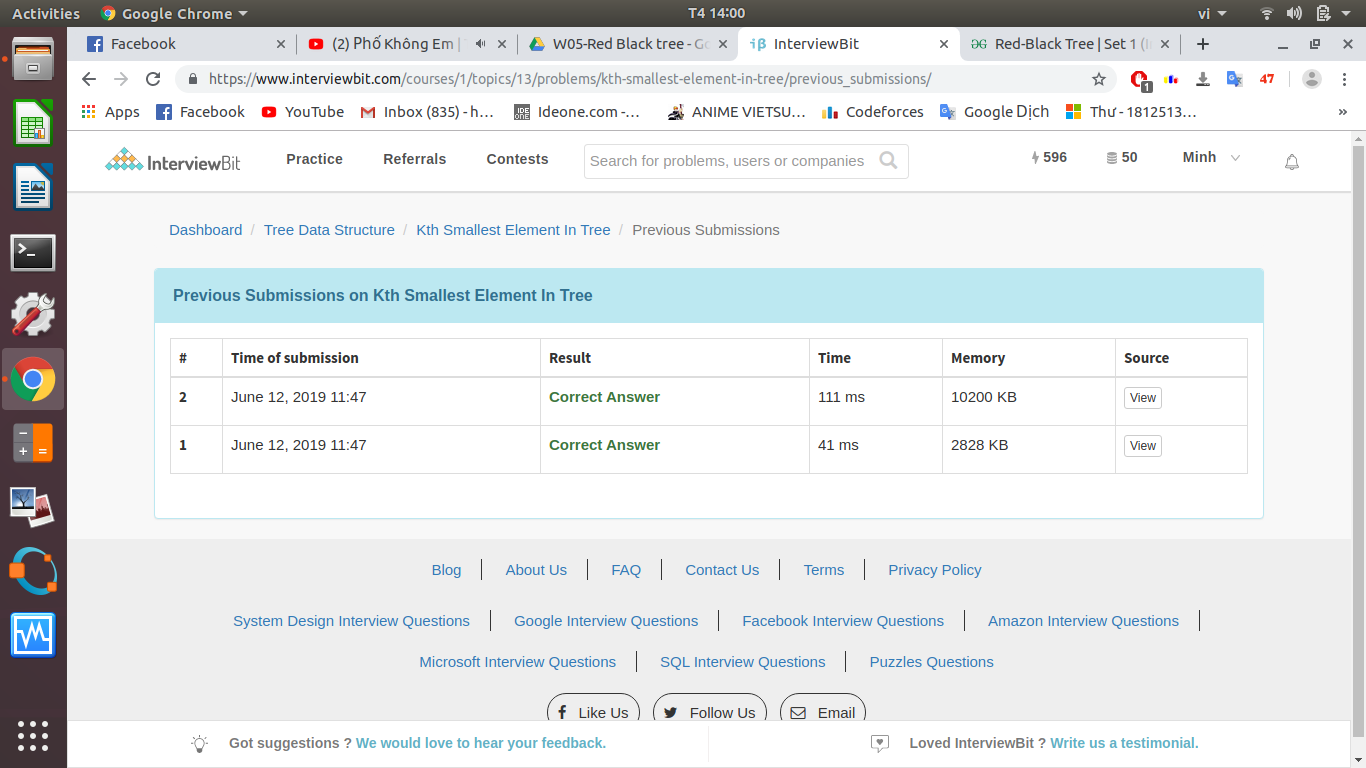 Activities Google Chrome T4 14:00 vi
Facebook (2) Phố Không Em | W05-Red Black tree - Go InterviewBit Red-Black Tree | Set 1 (I
https://www.interviewbit.com/courses/1/topics/13/problems/kth-smallest-element-in-tree/previous_submissions/ 1 47
Apps Facebook YouTube Inbox (835) - h... Ideone.com -... ANIME VIETSU... Codeforces Google Dịch Thư - 1812513... »
InterviewBit Practice Referrals Contests Search for problems, users or companies 596 50 Minh
Dashboard / Tree Data Structure / Kth Smallest Element In Tree / Previous Submissions
Previous Submissions on Kth Smallest Element In Tree
# Time of submission Result Time Memory Source
2 June 12, 2019 11:47 Correct Answer 111 ms 10200 KB View
1 June 12, 2019 11:47 Correct Answer 41 ms 2828 KB View
Blog About Us FAQ Contact Us Terms Privacy Policy
System Design Interview Questions Google Interview Questions Facebook Interview Questions Amazon Interview Questions
Microsoft Interview Questions SQL Interview Questions Puzzles Questions
Like Us Follow Us Email
Got suggestions ? We would love to hear your feedback. Loved InterviewBit ? Write us a testimonial.